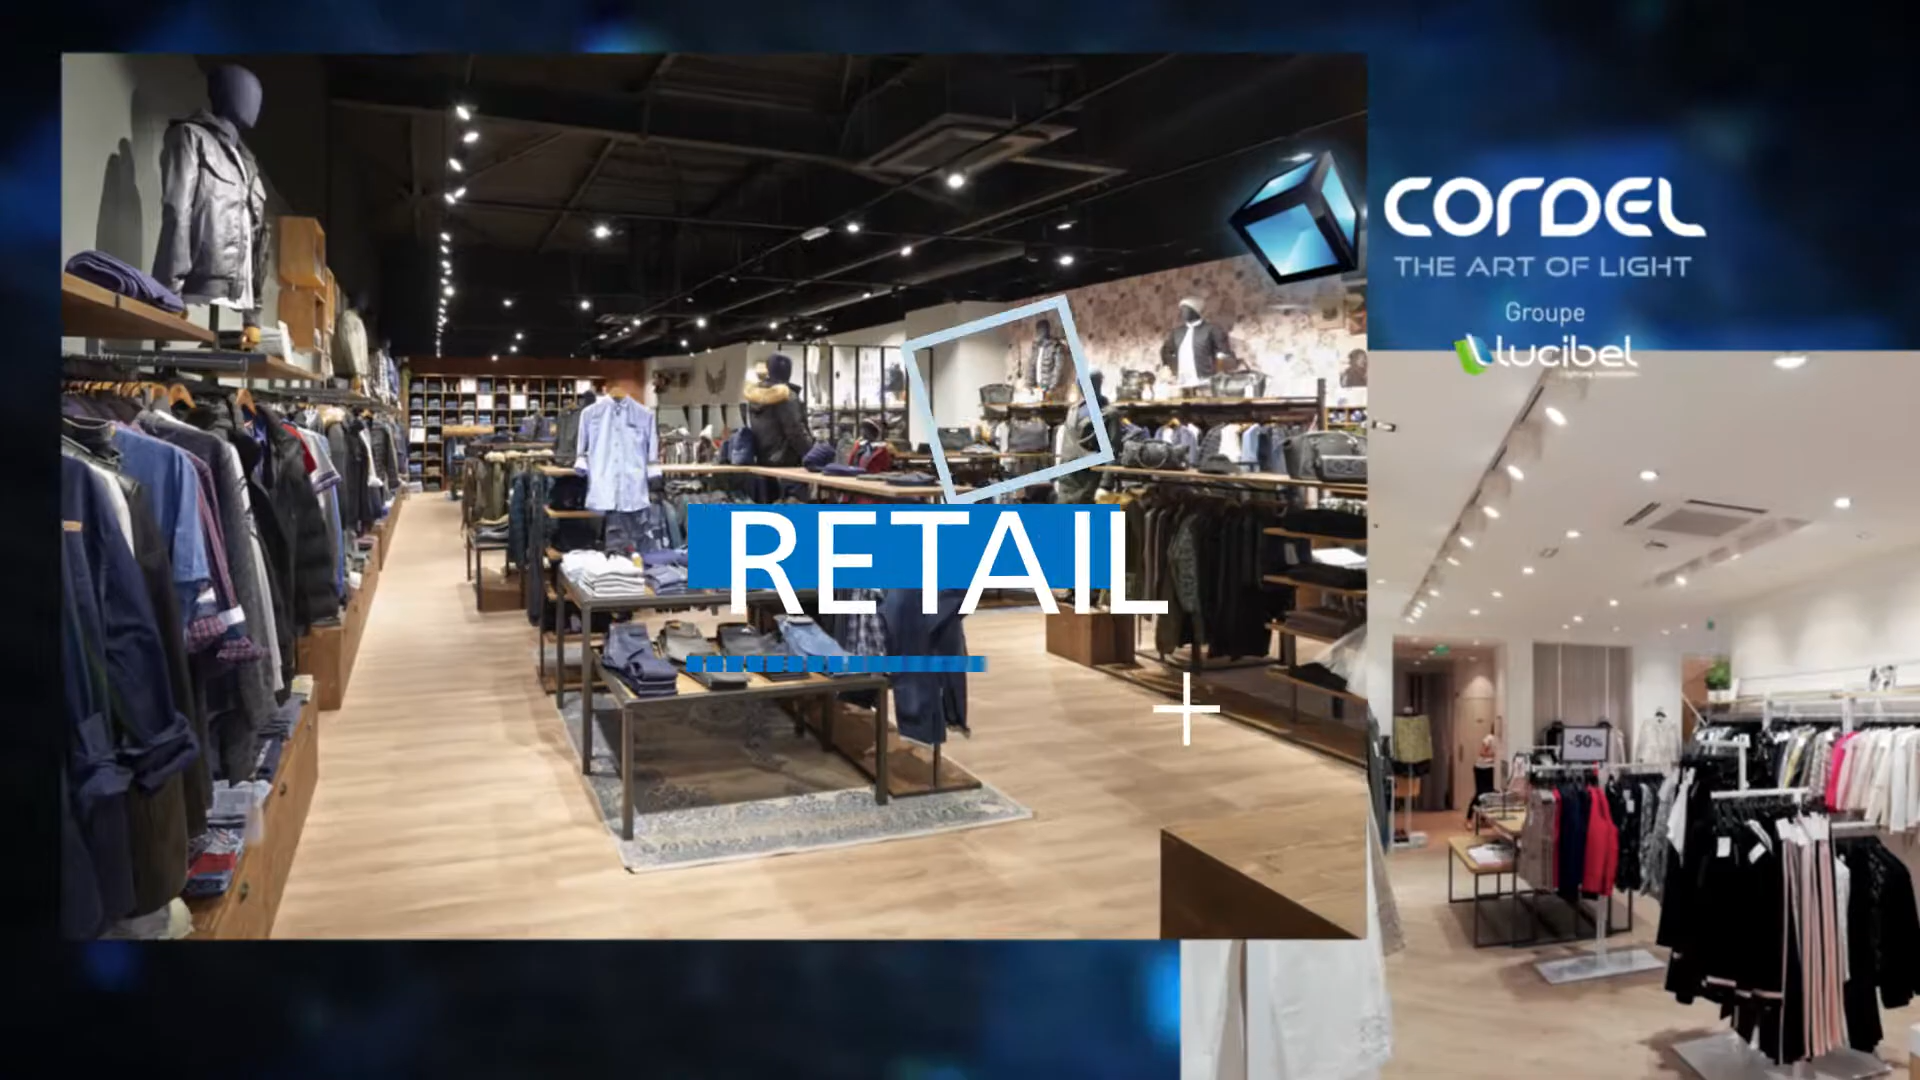 CORDEL
THE ART OF LIGHT
Groupe
lucibel
RETAIL
-50%